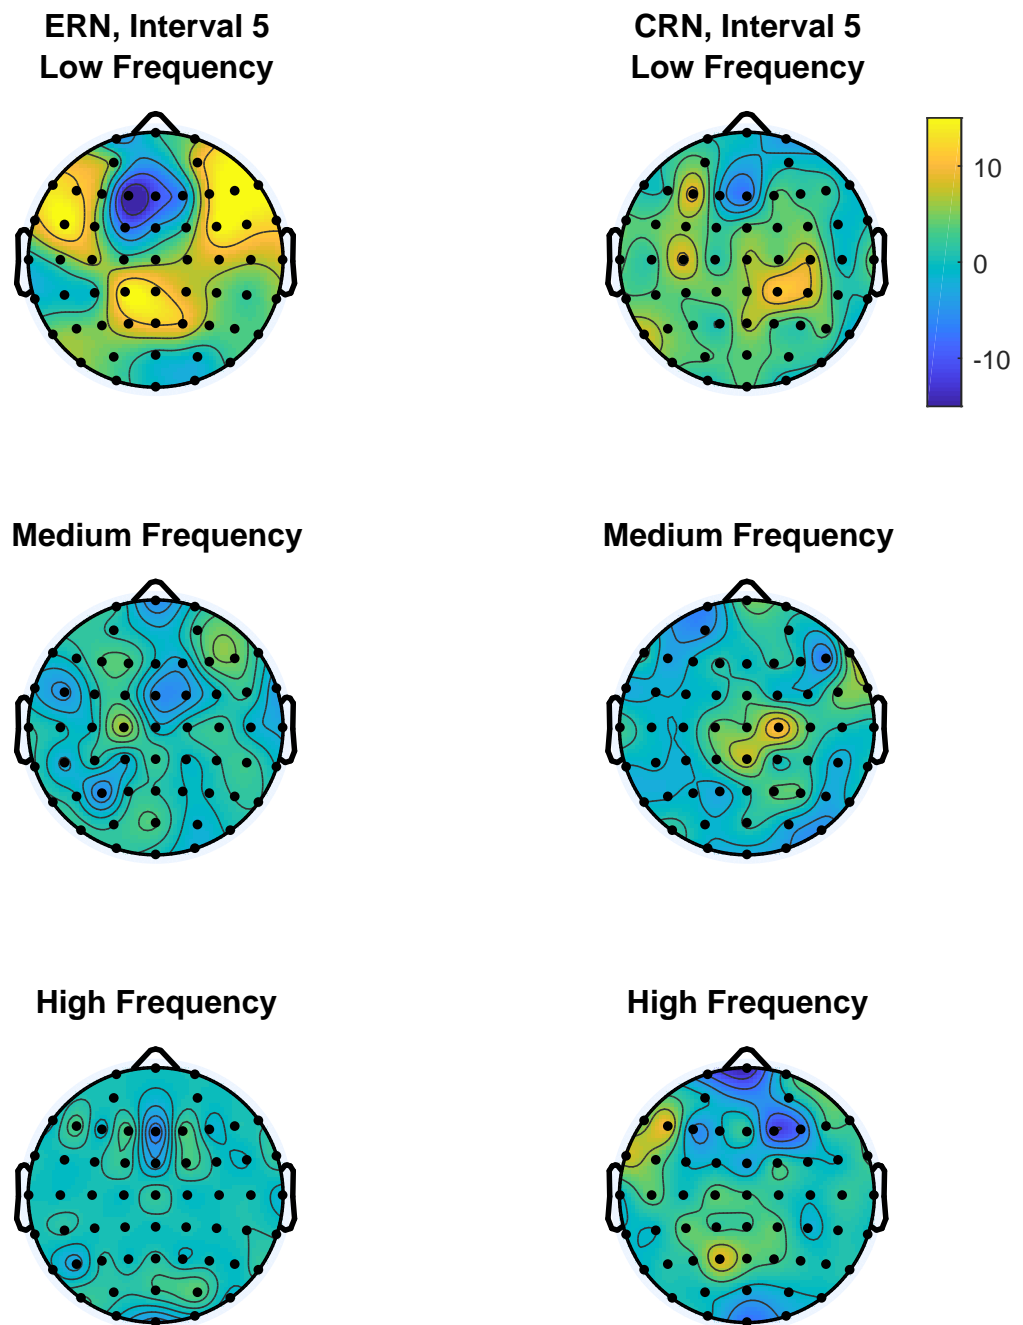 ERN, Interval 5
Low Frequency
CRN, Interval 5
Low Frequency
10
0
-10
Medium Frequency
Medium Frequency
High Frequency
High Frequency